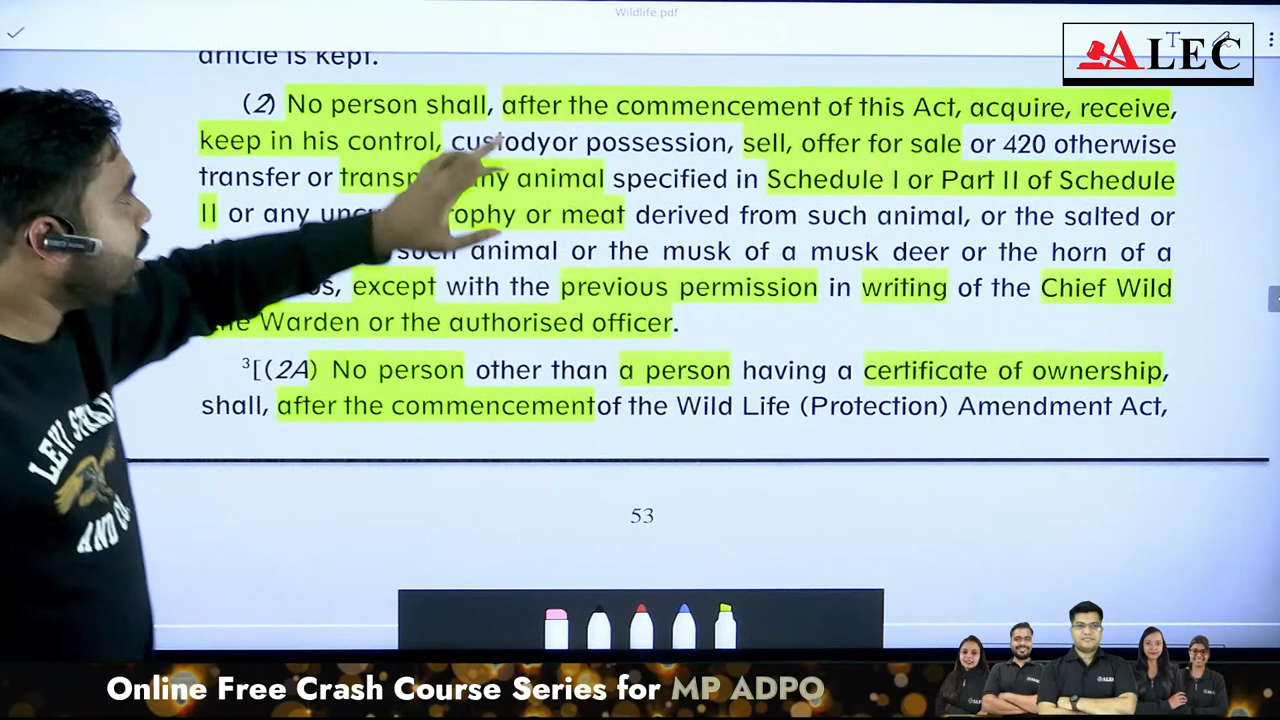 Wildlife.pdf
ALEC
article is kept.
(2) No person shall, after the commencement of this Act, acquire, receive,
keep in his control, custodyor possession, sell, offer for sale or 420 otherwise
transfer or any animal specified in Schedule I or Part II of Schedule
II or any or meat derived from such animal, or the salted or
such animal or the musk of a musk deer or the horn of a
except with the previous permission in writing of the Chief Wild
Warden or the authorised officer.
3[(2A) No person other than a person having a certificate of ownership,
shall, after the commencementof the Wild Life (Protection) Amendment Act,
53
LEVI STRAUSS
AND CO
Online Free Crash Course Series for MP ADPO